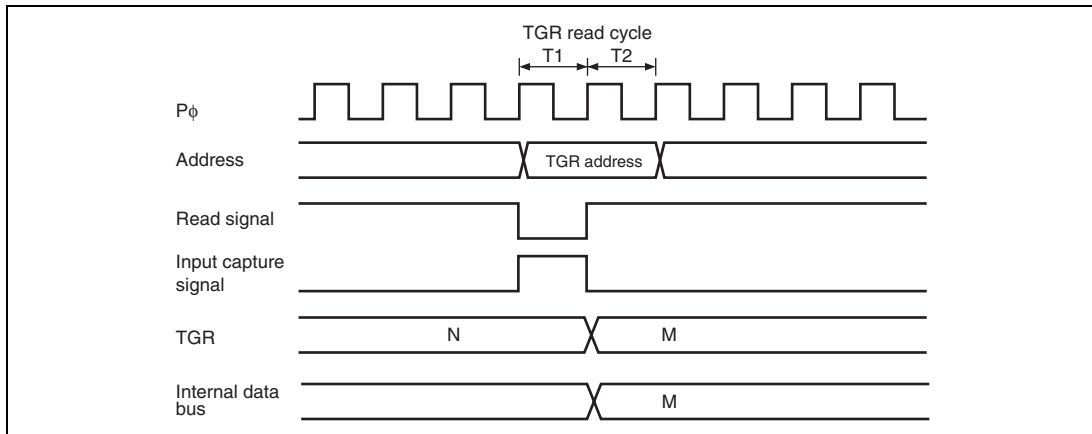 TGR read cycle
T1 T2
Pϕ
Address
TGR address
Read signal
Input capture
signal
TGR
N M
Internal data
bus
M